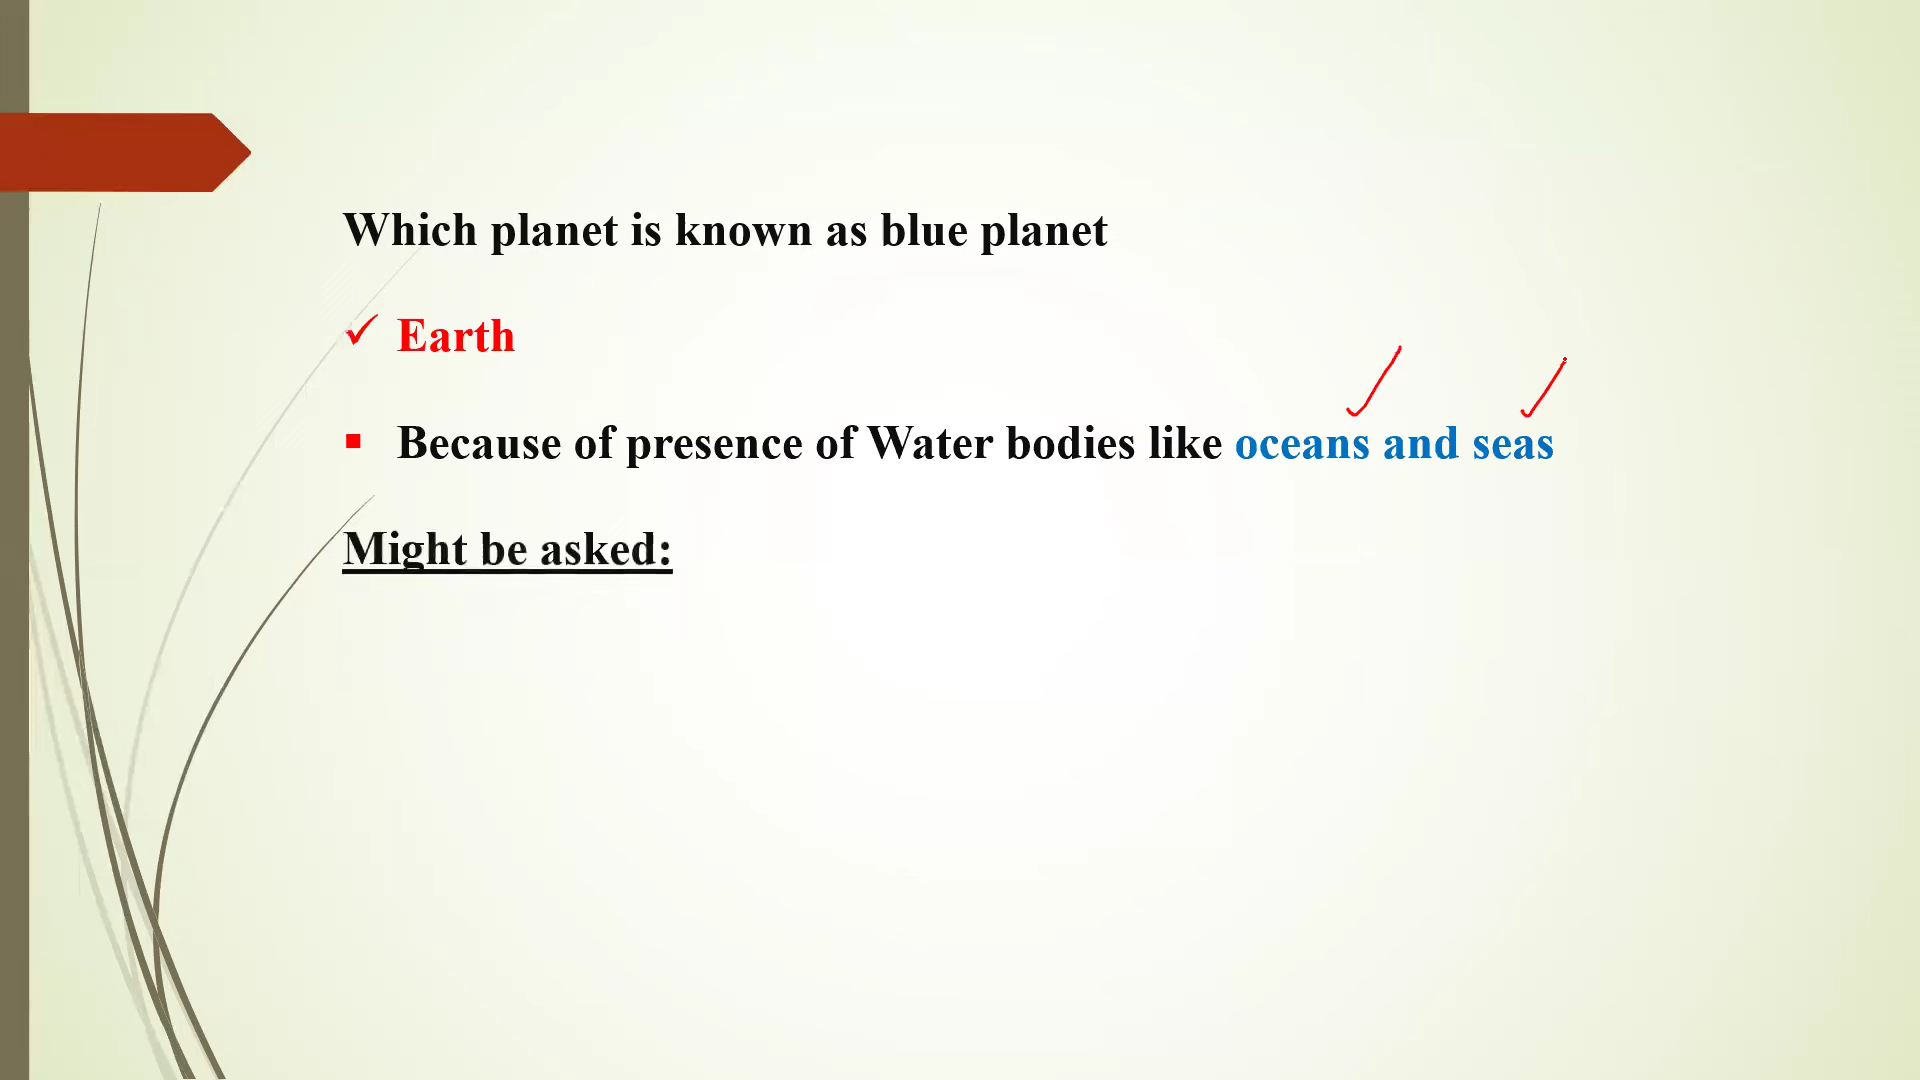 Which planet is known as blue planet
✓ Earth
▪ Because of presence of Water bodies like oceans and seas
Might be asked: